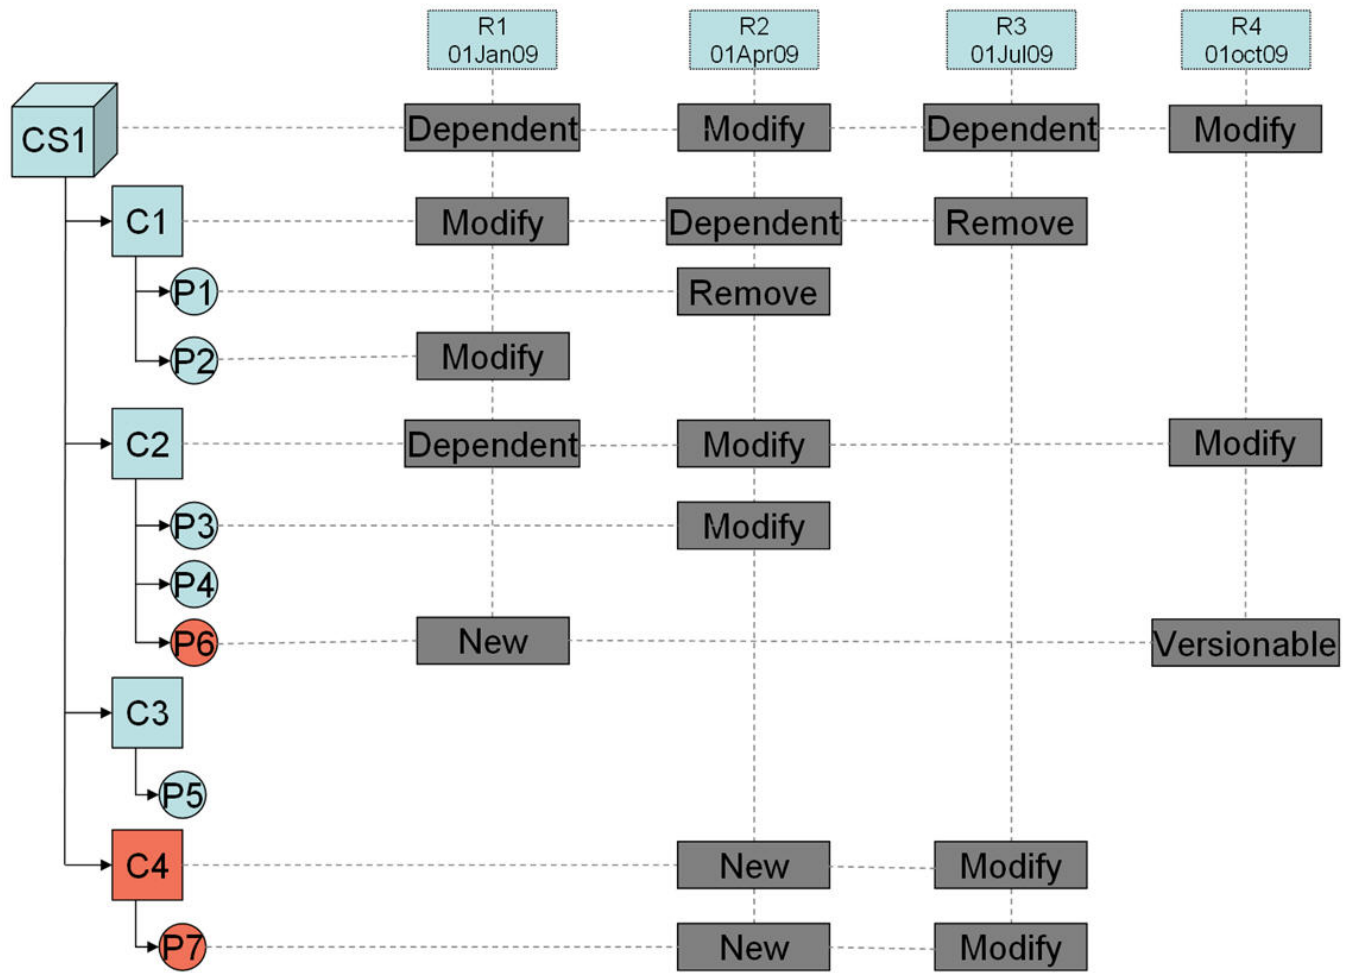 R1
01Jan09
R2
01Apr09
R3
01Jul09
R4
01oct09
CS1
Dependent
Modify
Dependent
Modify
C1
Modify
Dependent
Remove
P1
Remove
P2
Modify
C2
Dependent
Modify
Modify
P3
Modify
P4
P6
New
Versionable
C3
P5
C4
New
Modify
P7
New
Modify